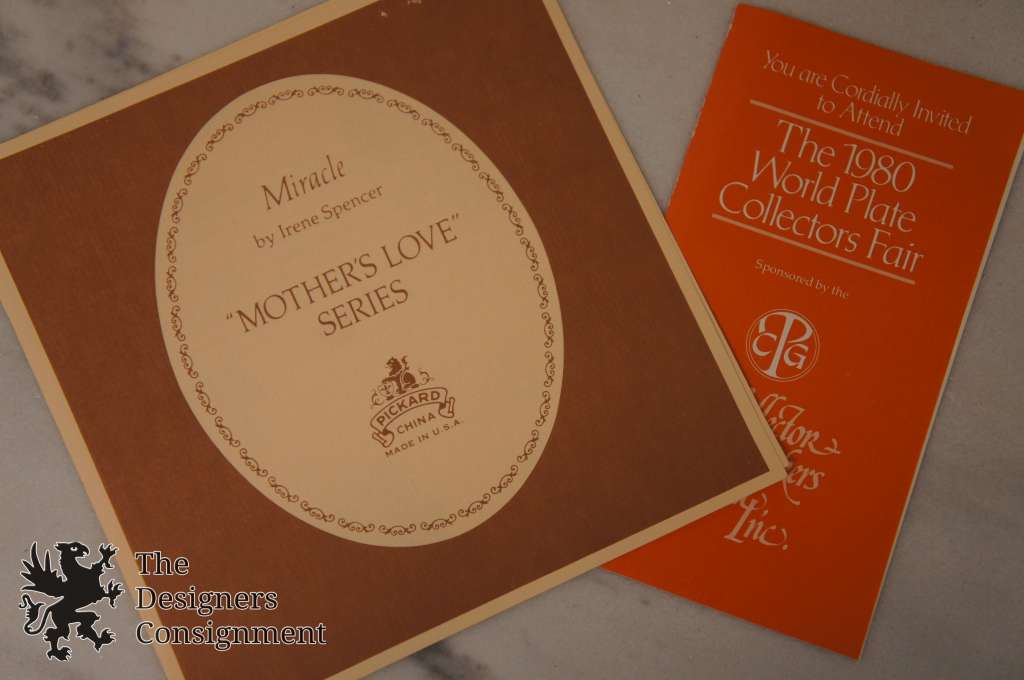 Miracle
by Irene Spencer
"MOTHER'S LOVE"
SERIES
PICKARD
CHINA
MADE IN U.S.A.
You are Cordially Invited
to Attend
The 1980
World Plate
Collectors Fair
Sponsored by the
Inc.
The
Designers
Consignment